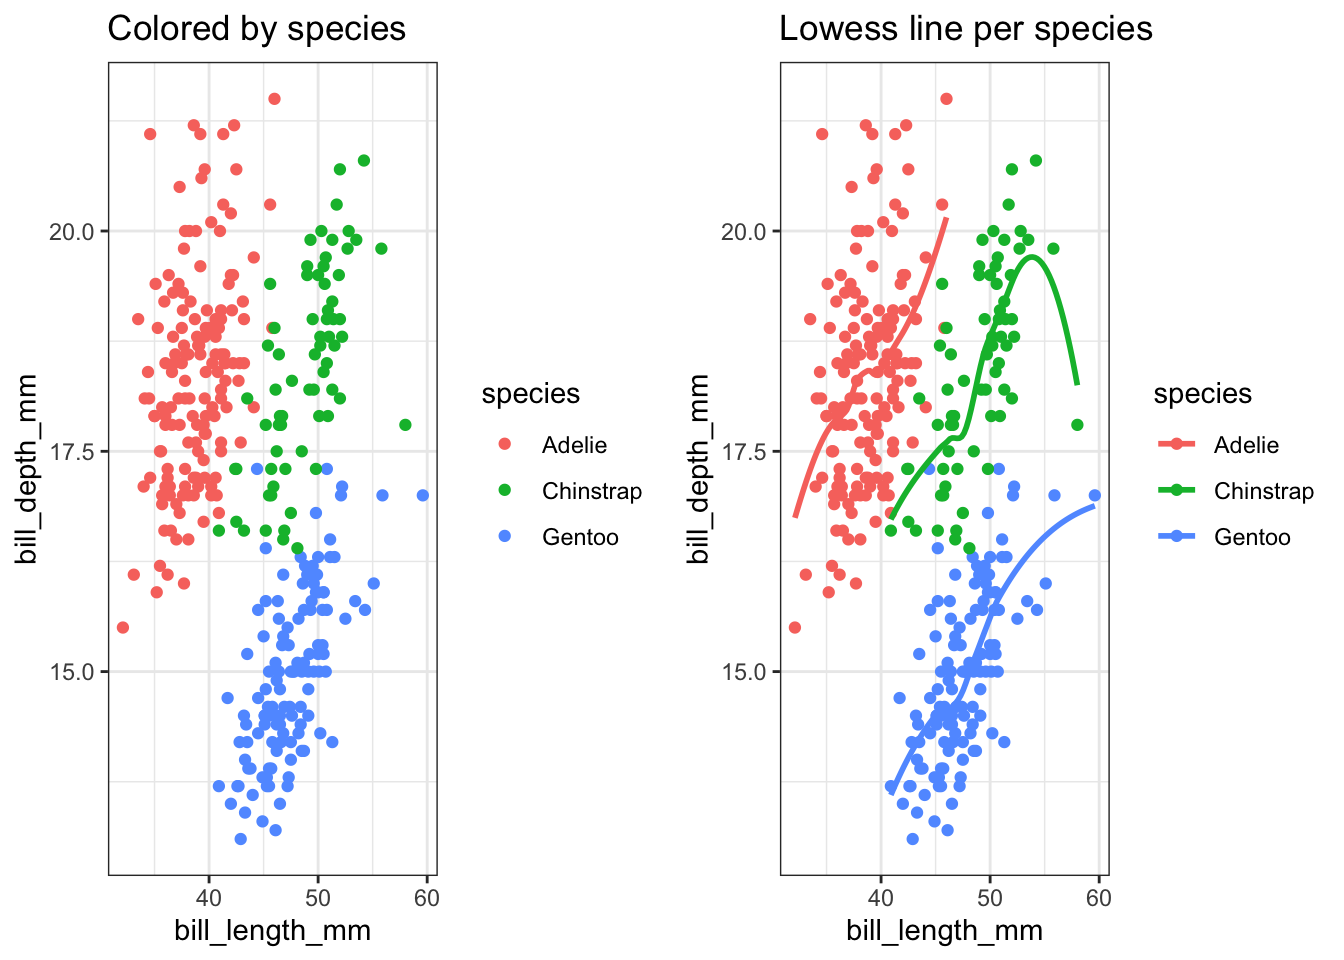 Colored by species
20.0
17.5
15.0
bill_depth_mm
40 50 60
bill_length_mm
species
Adelie
Chinstrap
Gentoo
Lowess line per species
20.0
17.5
15.0
bill_depth_mm
40 50 60
bill_length_mm
species
Adelie
Chinstrap
Gentoo